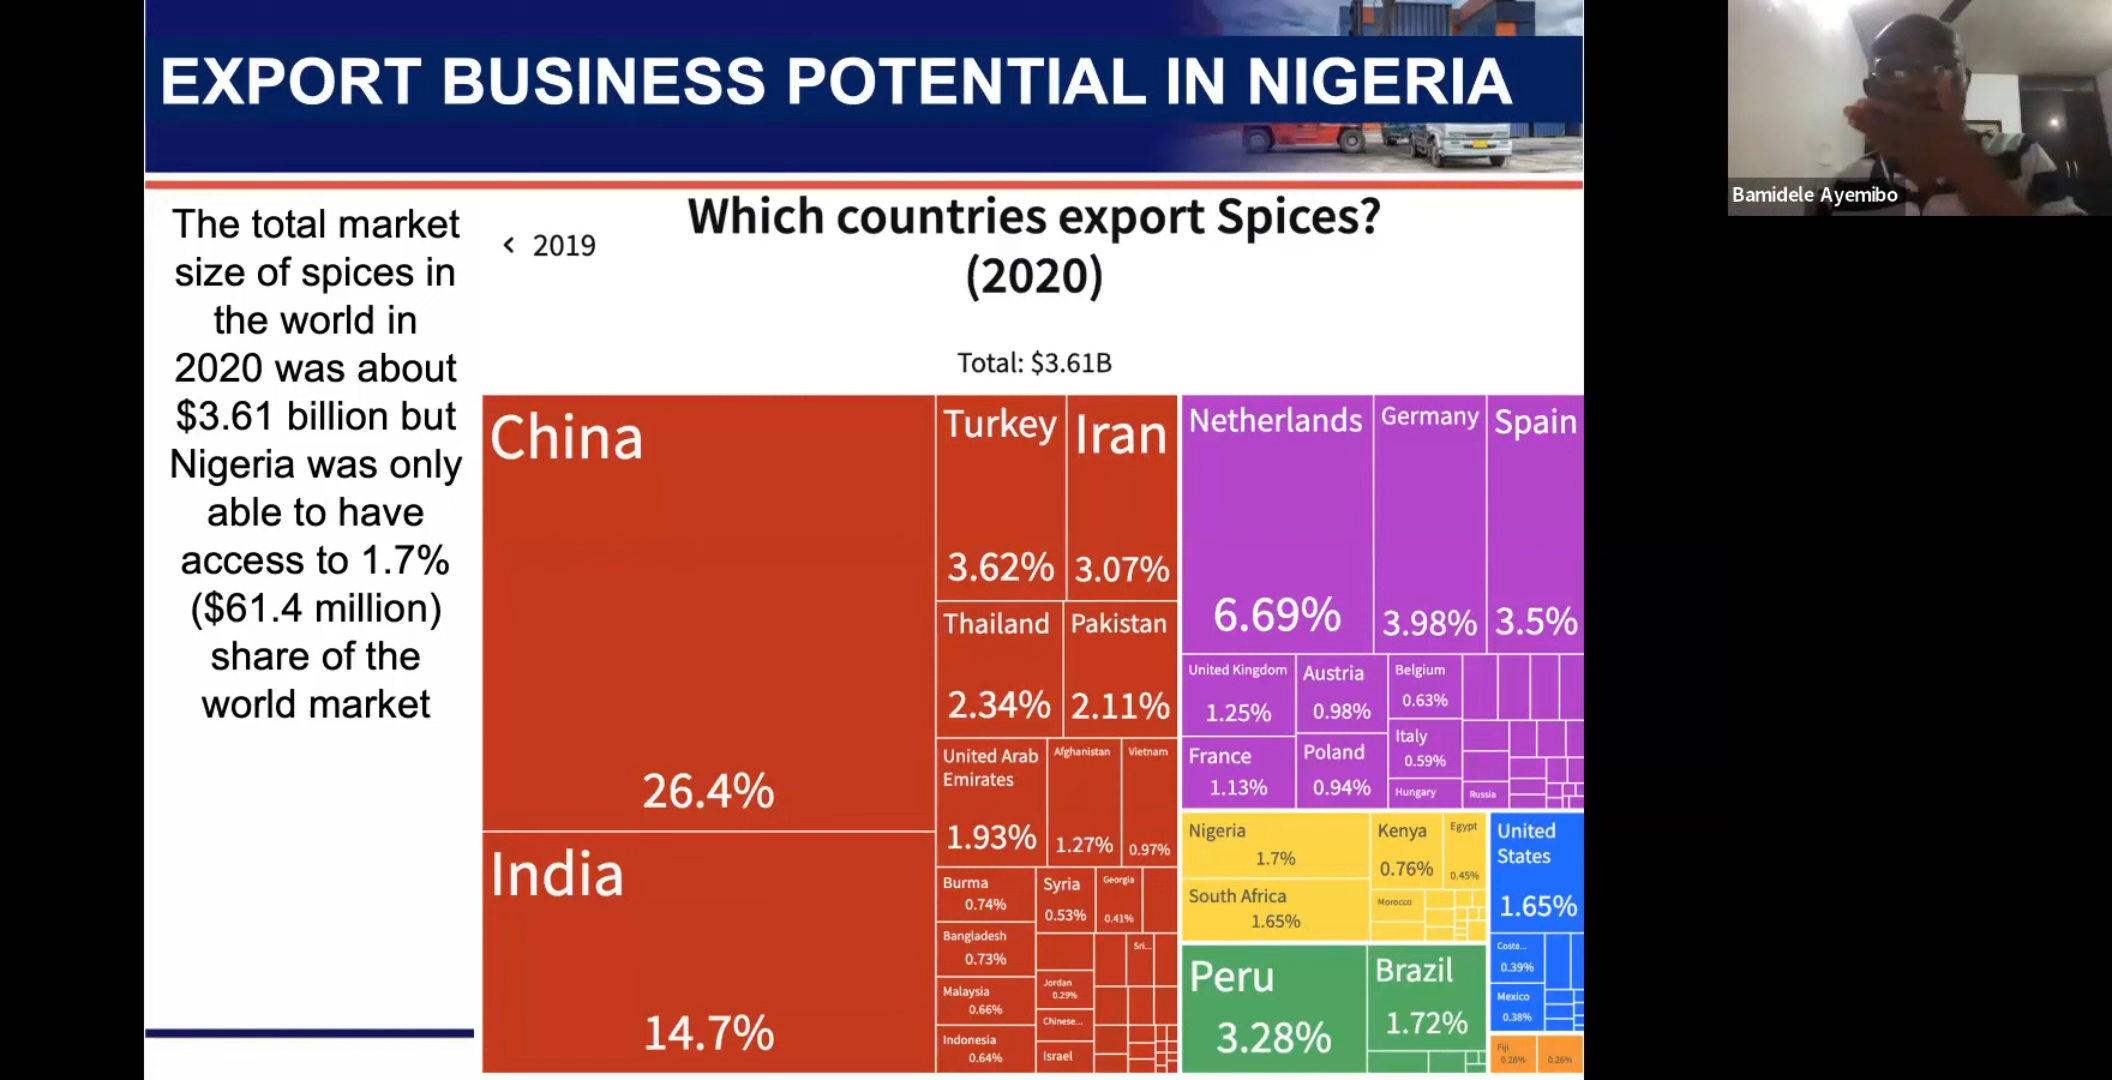 EXPORT BUSINESS POTENTIAL IN NIGERIA
Bamidele Ayemibo
The total market
size of spices in
the world in
2020 was about
$3.61 billion but
Nigeria was only
able to have
access to 1.7%
($61.4 million)
share of the
world market
< 2019
Which countries export Spices?
(2020)
Total: $3.61B
China
26.4%
India
14.7%
Turkey
3.62%
Iran
3.07%
Thailand
2.34%
Pakistan
2.11%
United Arab
Emirates
1.93%
Afghanistan
1.27%
Vietnam
0.97%
Burma
0.74%
Syria
0.53%
Georgia
0.41%
Bangladesh
0.73%
Sri...
Malaysia
0.66%
Jordan
0.29%
Chinese...
Indonesia
0.64%
Israel
Netherlands
6.69%
Germany
3.98%
Spain
3.5%
United Kingdom
1.25%
Austria
0.98%
Belgium
0.63%
France
1.13%
Poland
0.94%
Italy
0.59%
Hungary
Russia
Nigeria
1.7%
Kenya
0.76%
Egypt
0.45%
South Africa
1.65%
Morocco
United
States
1.65%
Costa...
0.39%
Mexico
0.38%
Peru
3.28%
Brazil
1.72%
Fiji
0.28%
0.26%